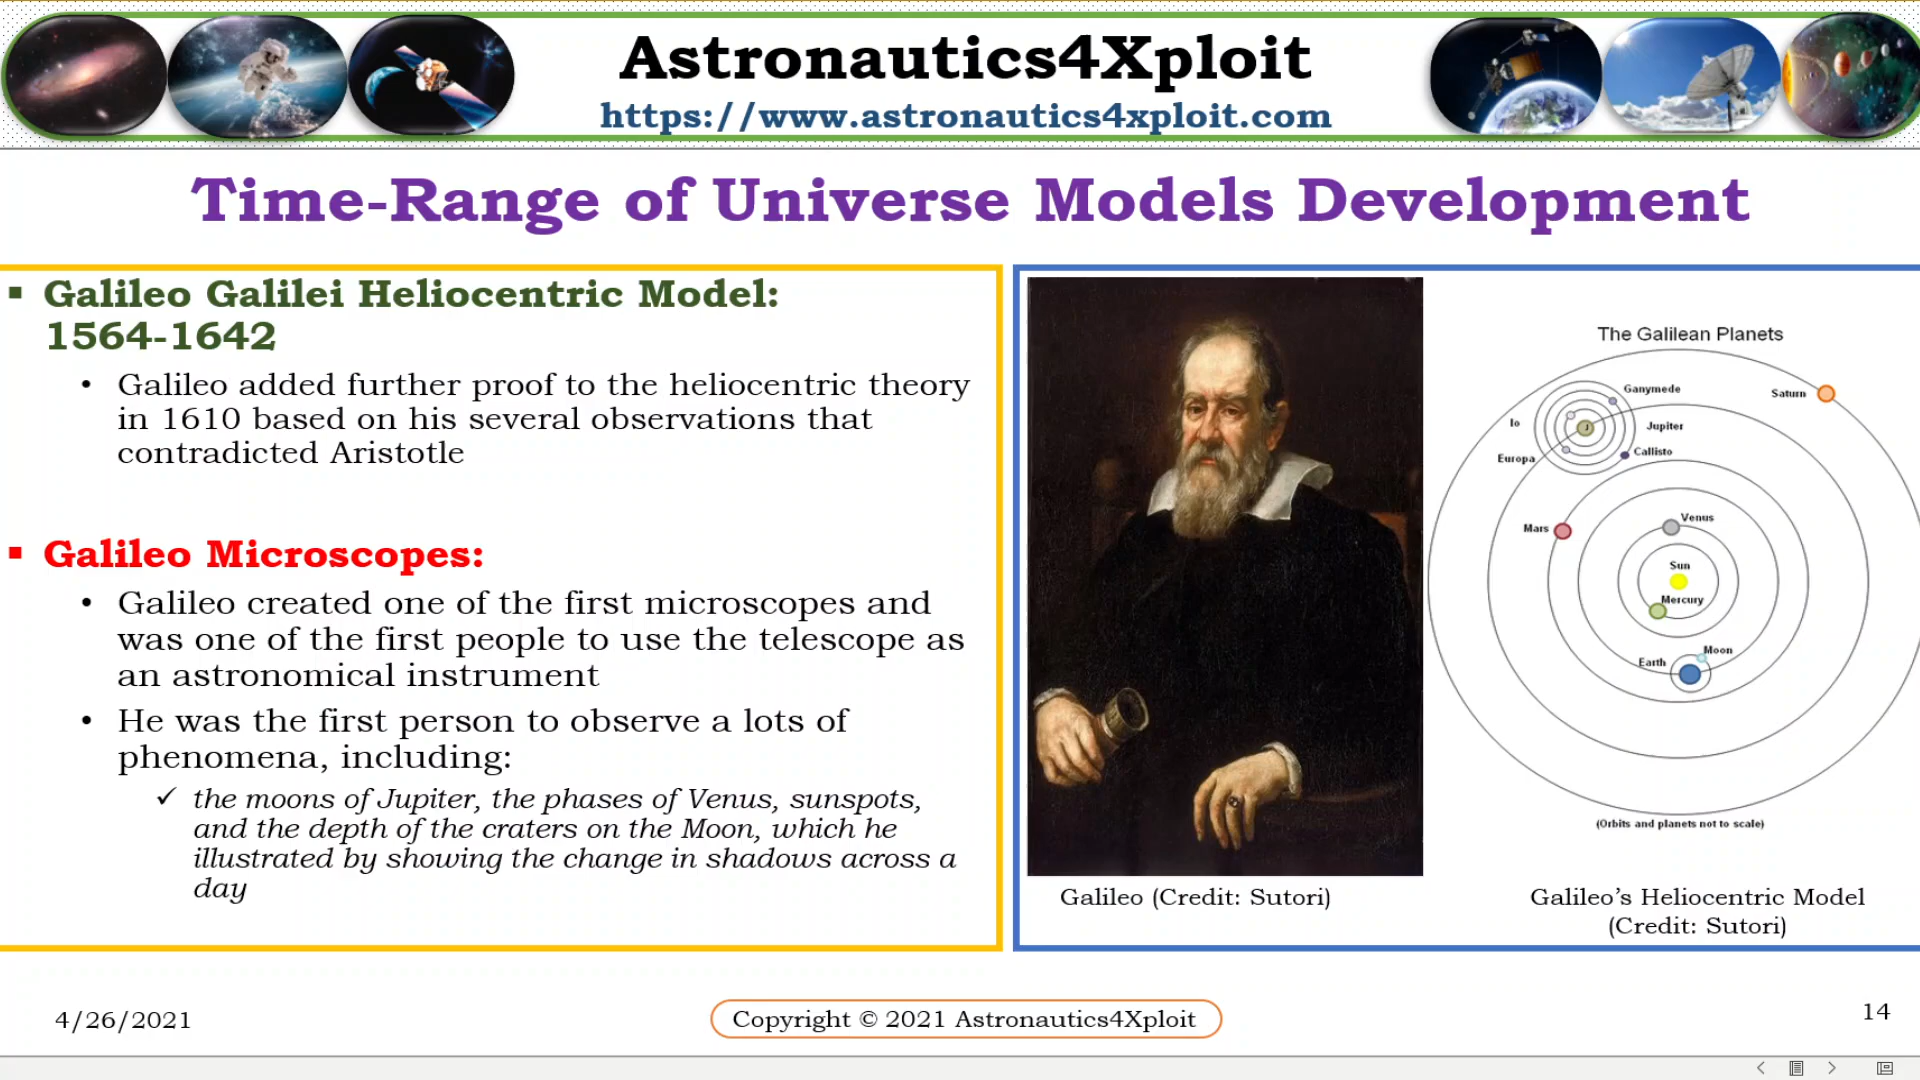 Astronautics4Xploit
https://www.astronautics4xploit.com
Time-Range of Universe Models Development
Galileo Galilei Heliocentric Model:
1564-1642
Galileo added further proof to the heliocentric theory
in 1610 based on his several observations that
contradicted Aristotle
Galileo Microscopes:
Galileo created one of the first microscopes and
was one of the first people to use the telescope as
an astronomical instrument
He was the first person to observe a lots of
phenomena, including:
the moons of Jupiter, the phases of Venus, sunspots,
and the depth of the craters on the Moon, which he
illustrated by showing the change in shadows across a
day
The Galilean Planets
Ganymede
Saturn
Io
J
Jupiter
Europa
Callisto
Venus
Mars
Sun
Mercury
Moon
Earth
(Orbits and planets not to scale)
Galileo (Credit: Sutori)
Galileo’s Heliocentric Model
(Credit: Sutori)
4/26/2021
Copyright © 2021 Astronautics4Xploit
14